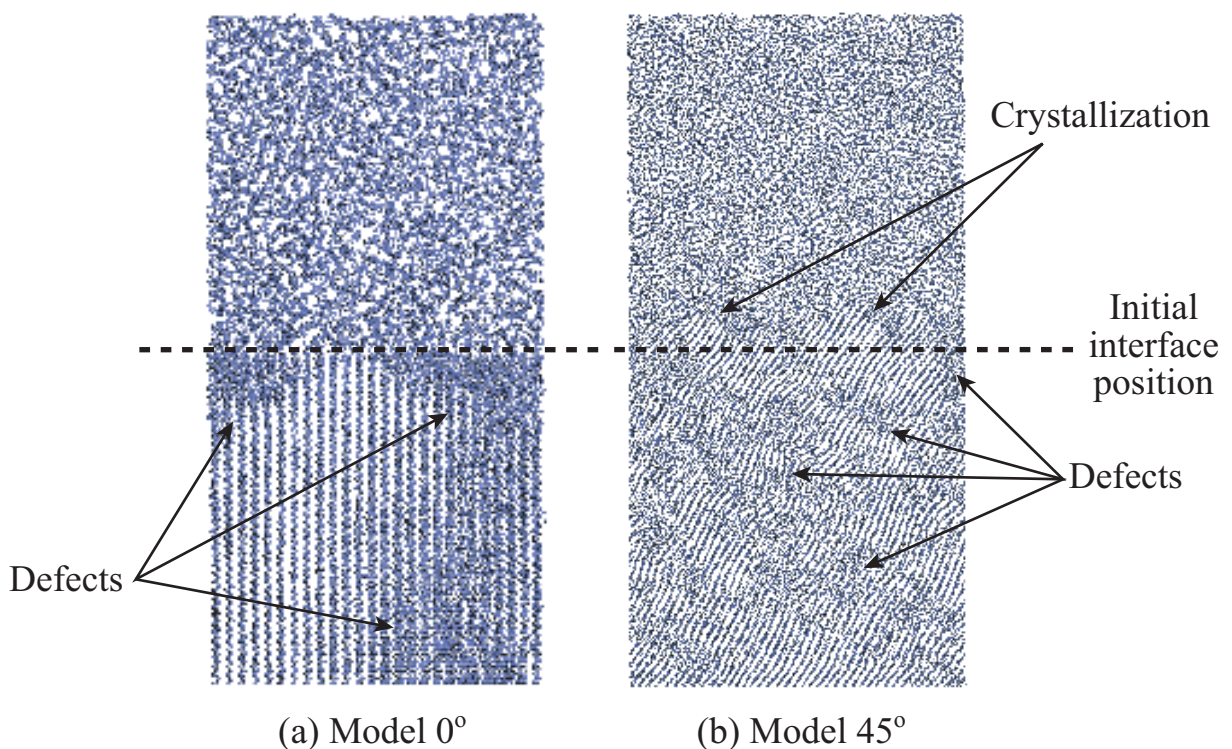 Crystallization
Initial
interface
position
Defects
Defects
(a) Model 0°
(b) Model 45°